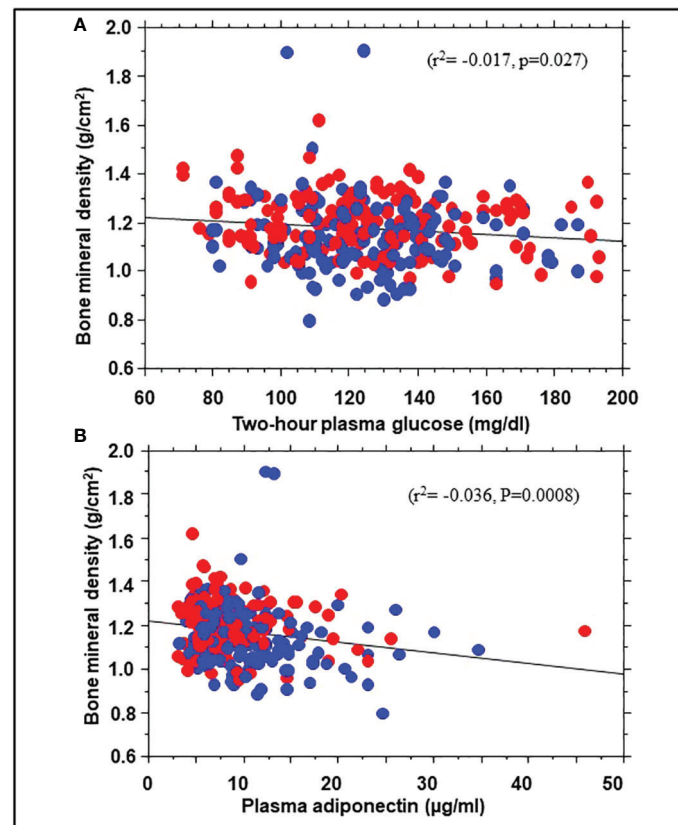 A
2.0
1.8
1.6
1.4
1.2
1.0
0.8
0.6
Bone mineral density (g/cm²)
(r²= -0.017, p=0.027)
60 80 100 120 140 160 180 200
Two-hour plasma glucose (mg/dl)
B
2.0
1.8
1.6
1.4
1.2
1.0
0.8
0.6
Bone mineral density (g/cm²)
(r²= -0.036, P=0.0008)
0 10 20 30 40 50
Plasma adiponectin (µg/ml)